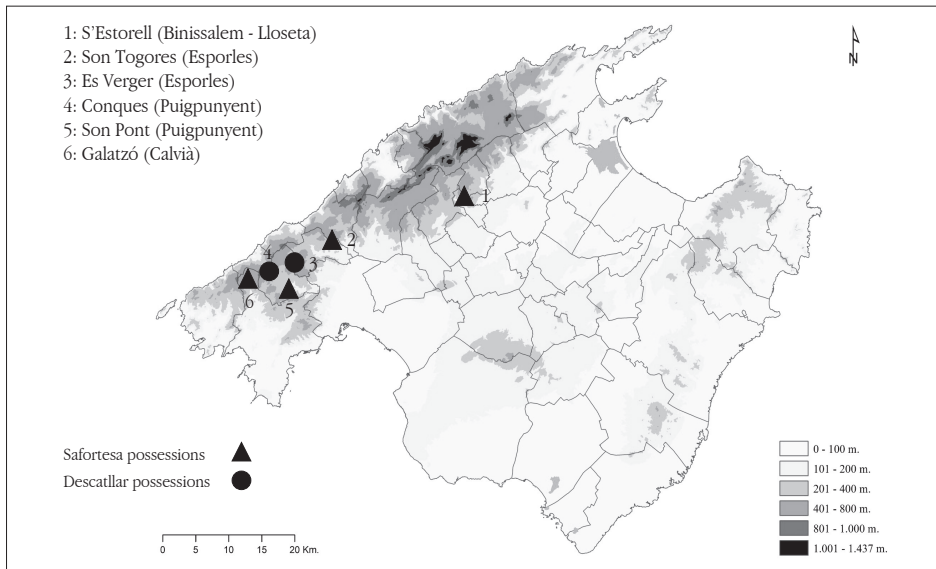 1: S'Estorell (Binissalem - Lloseta)
2: Son Togores (Esporles)
3: Es Verger (Esporles)
4: Conques (Puigpunyent)
5: Son Pont (Puigpunyent)
6: Galatzó (Calvià)
N
1
2
4
3
6
5
Safortesa possessions
Descatllar possessions
0 5 10 15 20 Km.
0 - 100 m.
101 - 200 m.
201 - 400 m.
401 - 800 m.
801 - 1.000 m.
1.001 - 1.437 m.